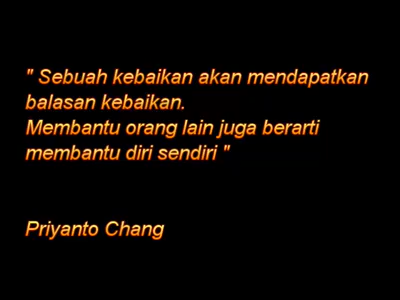 " Sebuah kebaikan akan mendapatkan
balasan kebaikan.
Membantu orang lain juga berarti
membantu diri sendiri "
Priyanto Chang